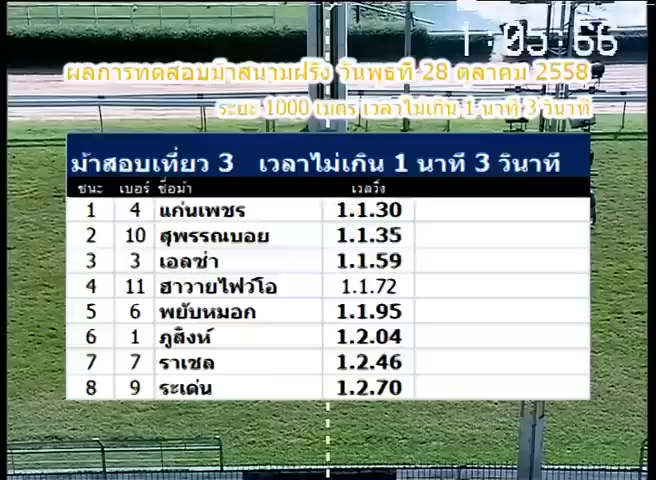 1:05:66
ผลการทดสอบม้าสนามฝรั่ง วันพุธที่ 28 ตุลาคม 2558
ระยะ 1000 เมตร เวลาไม่เกิน 1 นาที 3 วินาที
ม้าสอบเที่ยว 3 เวลาไม่เกิน 1 นาที 3 วินาที
ชนะ เบอร์ ชื่อม้า เวลวิ่ง
1 4 แก่นเพชร 1.1.30
2 10 สุพรรณบอย 1.1.35
3 3 เอลซ่า 1.1.59
4 11 ฮาวายไฟว์โอ 1.1.72
5 6 พยับหมอก 1.1.95
6 1 ภูสิงห์ 1.2.04
7 7 ราเชล 1.2.46
8 9 ระเด่น 1.2.70